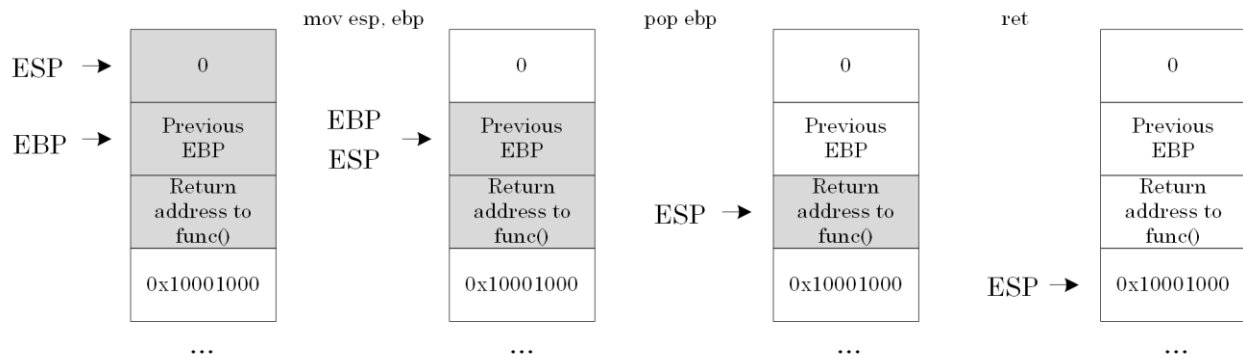 mov esp, ebp
pop ebp
ret
ESP
0
EBP
Previous
EBP
Return
address to
func()
0x10001000
...
EBP
ESP
0
Previous
EBP
Return
address to
func()
0x10001000
...
ESP
0
Previous
EBP
Return
address to
func()
0x10001000
...
ESP
0
Previous
EBP
Return
address to
func()
0x10001000
...